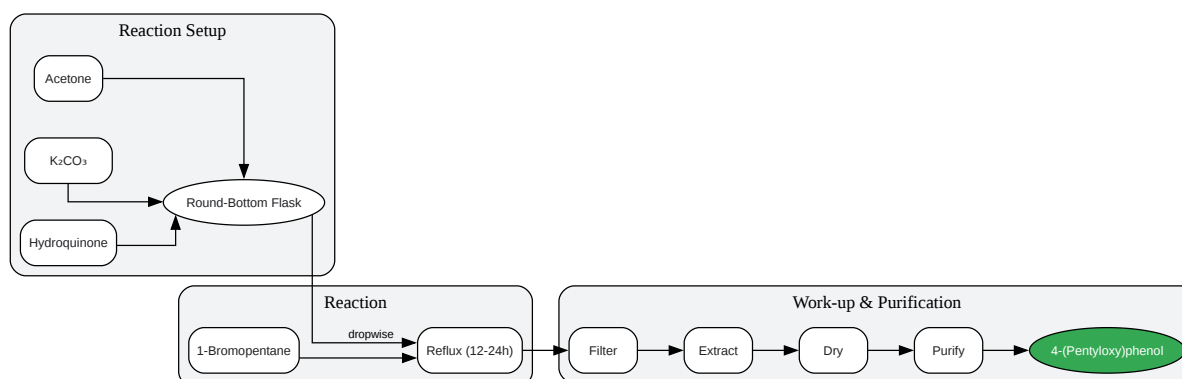 Reaction Setup
Acetone
K₂CO₃
Round-Bottom Flask
Hydroquinone
Reaction
dropwise
1-Bromopentane
Reflux (12-24h)
Work-up & Purification
Filter
Extract
Dry
Purify
4-(Pentyloxy)phenol